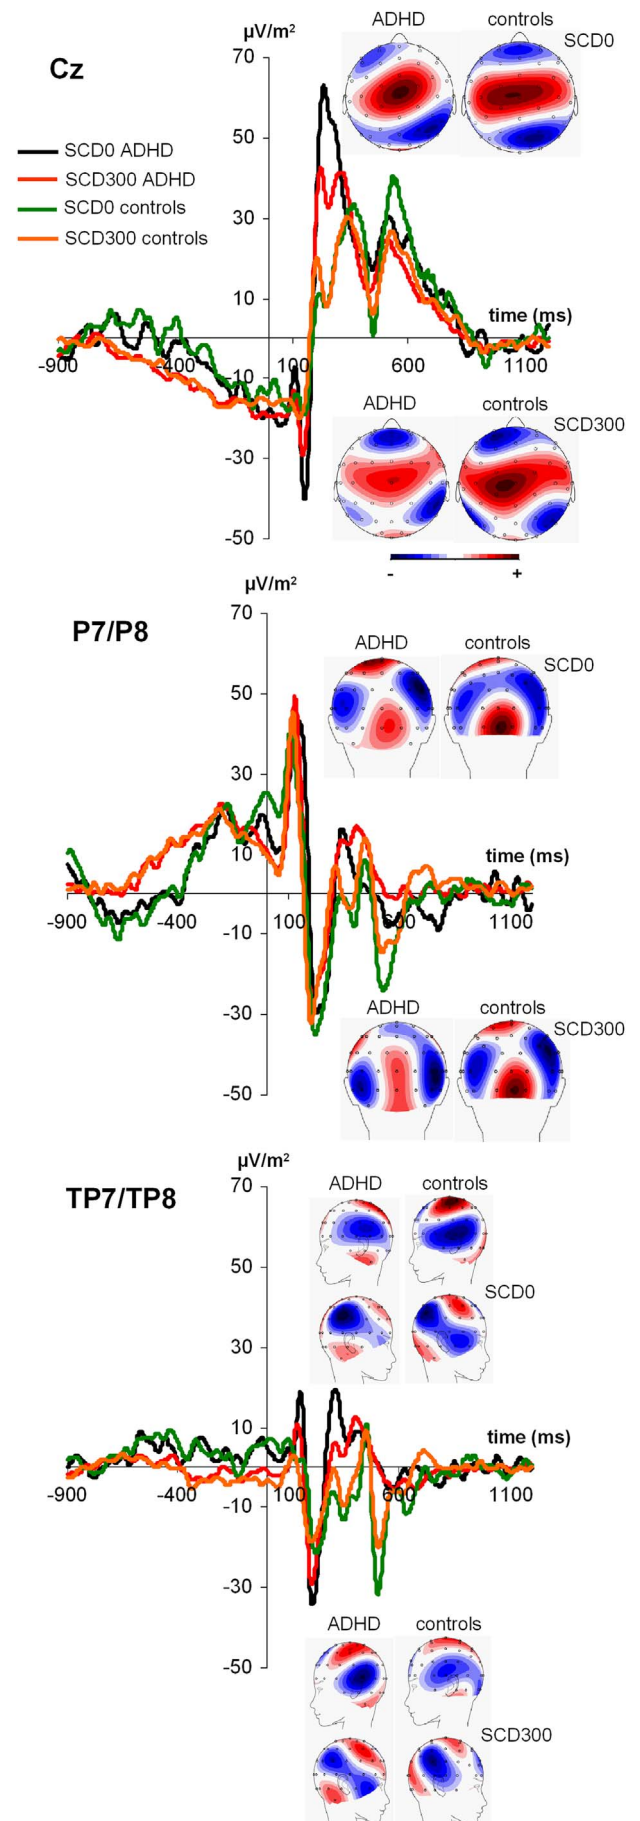 µV/m²
ADHD controls
SCD0
70
Cz
50
SCD0 ADHD
SCD300 ADHD
SCD0 controls
SCD300 controls
30
10
time (ms)
-900 -400 100 600 1100
-10
ADHD controls
SCD300
-30
-50
- +
µV/m²
70
P7/P8
ADHD controls
SCD0
50
30
10
time (ms)
-900 -400 100 600 1100
-10
-30
ADHD controls
SCD300
-50
µV/m²
70
TP7/TP8
ADHD controls
50
SCD0
30
10
time (ms)
-900 -400 100 600 1100
-10
-30
ADHD controls
-50
SCD300